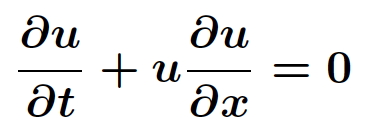 ∂u/∂t + u ∂u/∂x = 0